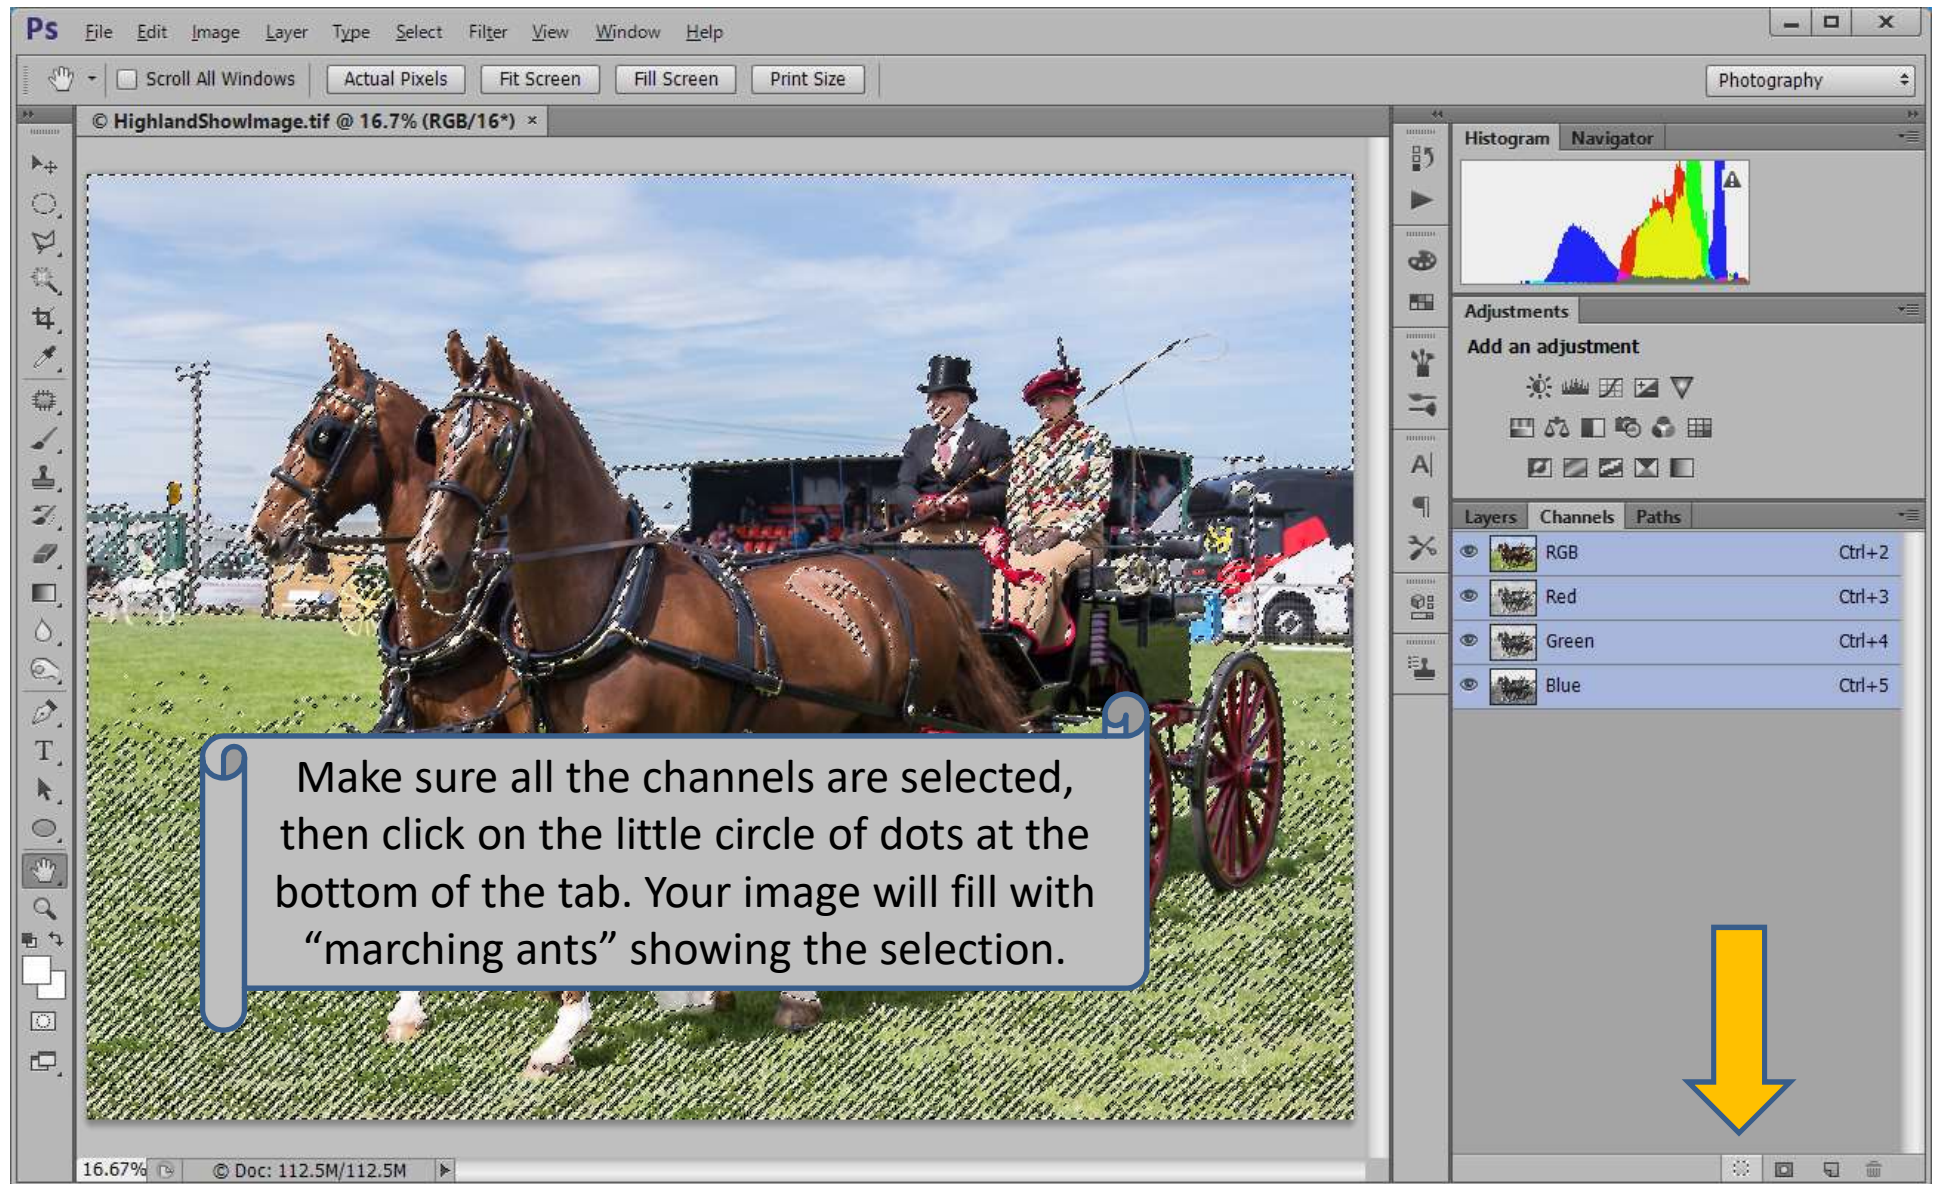 Ps File Edit Image Layer Type Select Filter View Window Help
Scroll All Windows Actual Pixels Fit Screen Fill Screen Print Size Photography
© HighlandShowImage.tif @ 16.7% (RGB/16*) ×
Histogram Navigator
Adjustments
Add an adjustment
Layers Channels Paths
RGB Ctrl+2
Red Ctrl+3
Green Ctrl+4
Blue Ctrl+5
Make sure all the channels are selected,
then click on the little circle of dots at the
bottom of the tab. Your image will fill with
“marching ants” showing the selection.
16.67% © Doc: 112.5M/112.5M